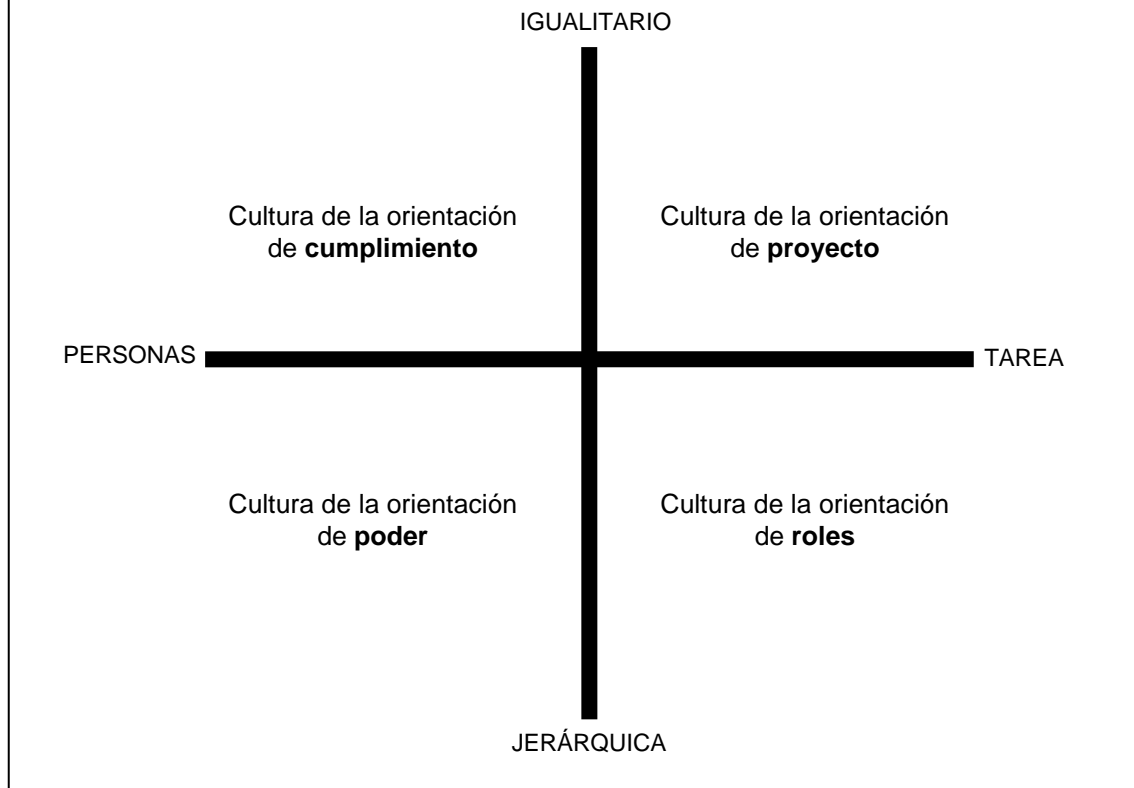 IGUALITARIO
Cultura de la orientación
de cumplimiento
Cultura de la orientación
de proyecto
PERSONAS
TAREA
Cultura de la orientación
de poder
Cultura de la orientación
de roles
JERÁRQUICA